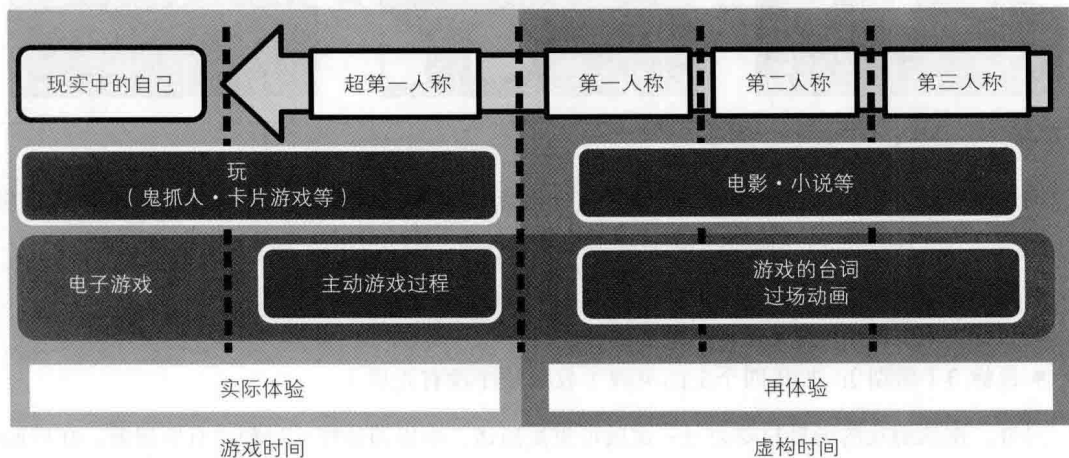 现实中的自己
超第一人称
第一人称
第二人称
第三人称
玩
（鬼抓人・卡片游戏等）
电影・小说等
电子游戏
主动游戏过程
游戏的台词
过场动画
实际体验
再体验
游戏时间
虚构时间